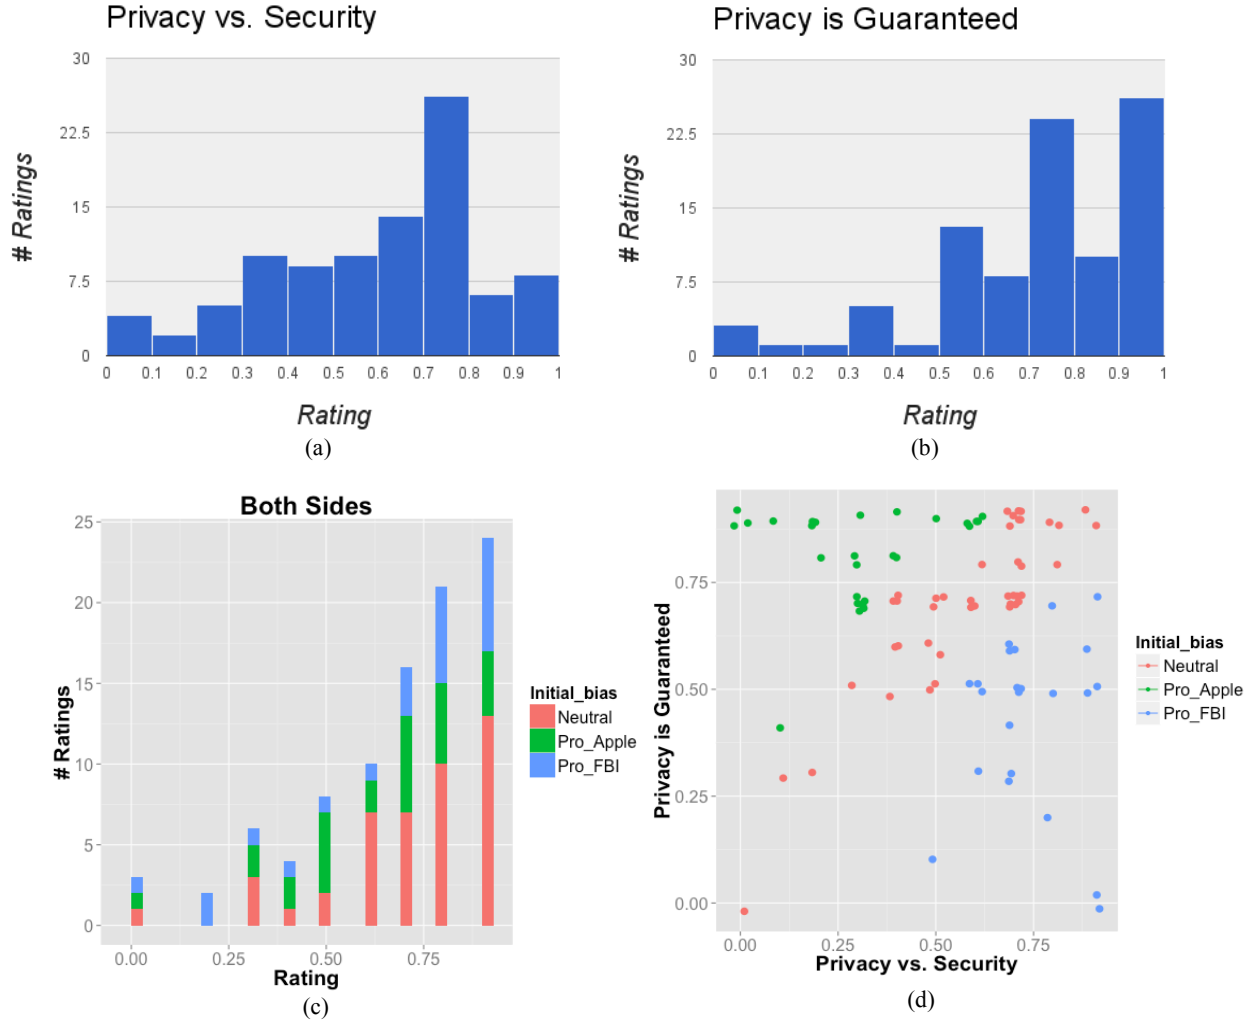 Privacy vs. Security
30
22.5
15
7.5
0
# Ratings
0 0.1 0.2 0.3 0.4 0.5 0.6 0.7 0.8 0.9 1
Rating
(a)
Privacy is Guaranteed
30
22.5
15
7.5
0
# Ratings
0 0.1 0.2 0.3 0.4 0.5 0.6 0.7 0.8 0.9 1
Rating
(b)
Both Sides
25
20
15
10
5
0
# Ratings
0.00 0.25 0.50 0.75
Rating
Initial_bias
Neutral
Pro_Apple
Pro_FBI
(c)
0.75
0.50
0.25
0.00
Privacy is Guaranteed
0.00 0.25 0.50 0.75
Privacy vs. Security
Initial_bias
Neutral
Pro_Apple
Pro_FBI
(d)